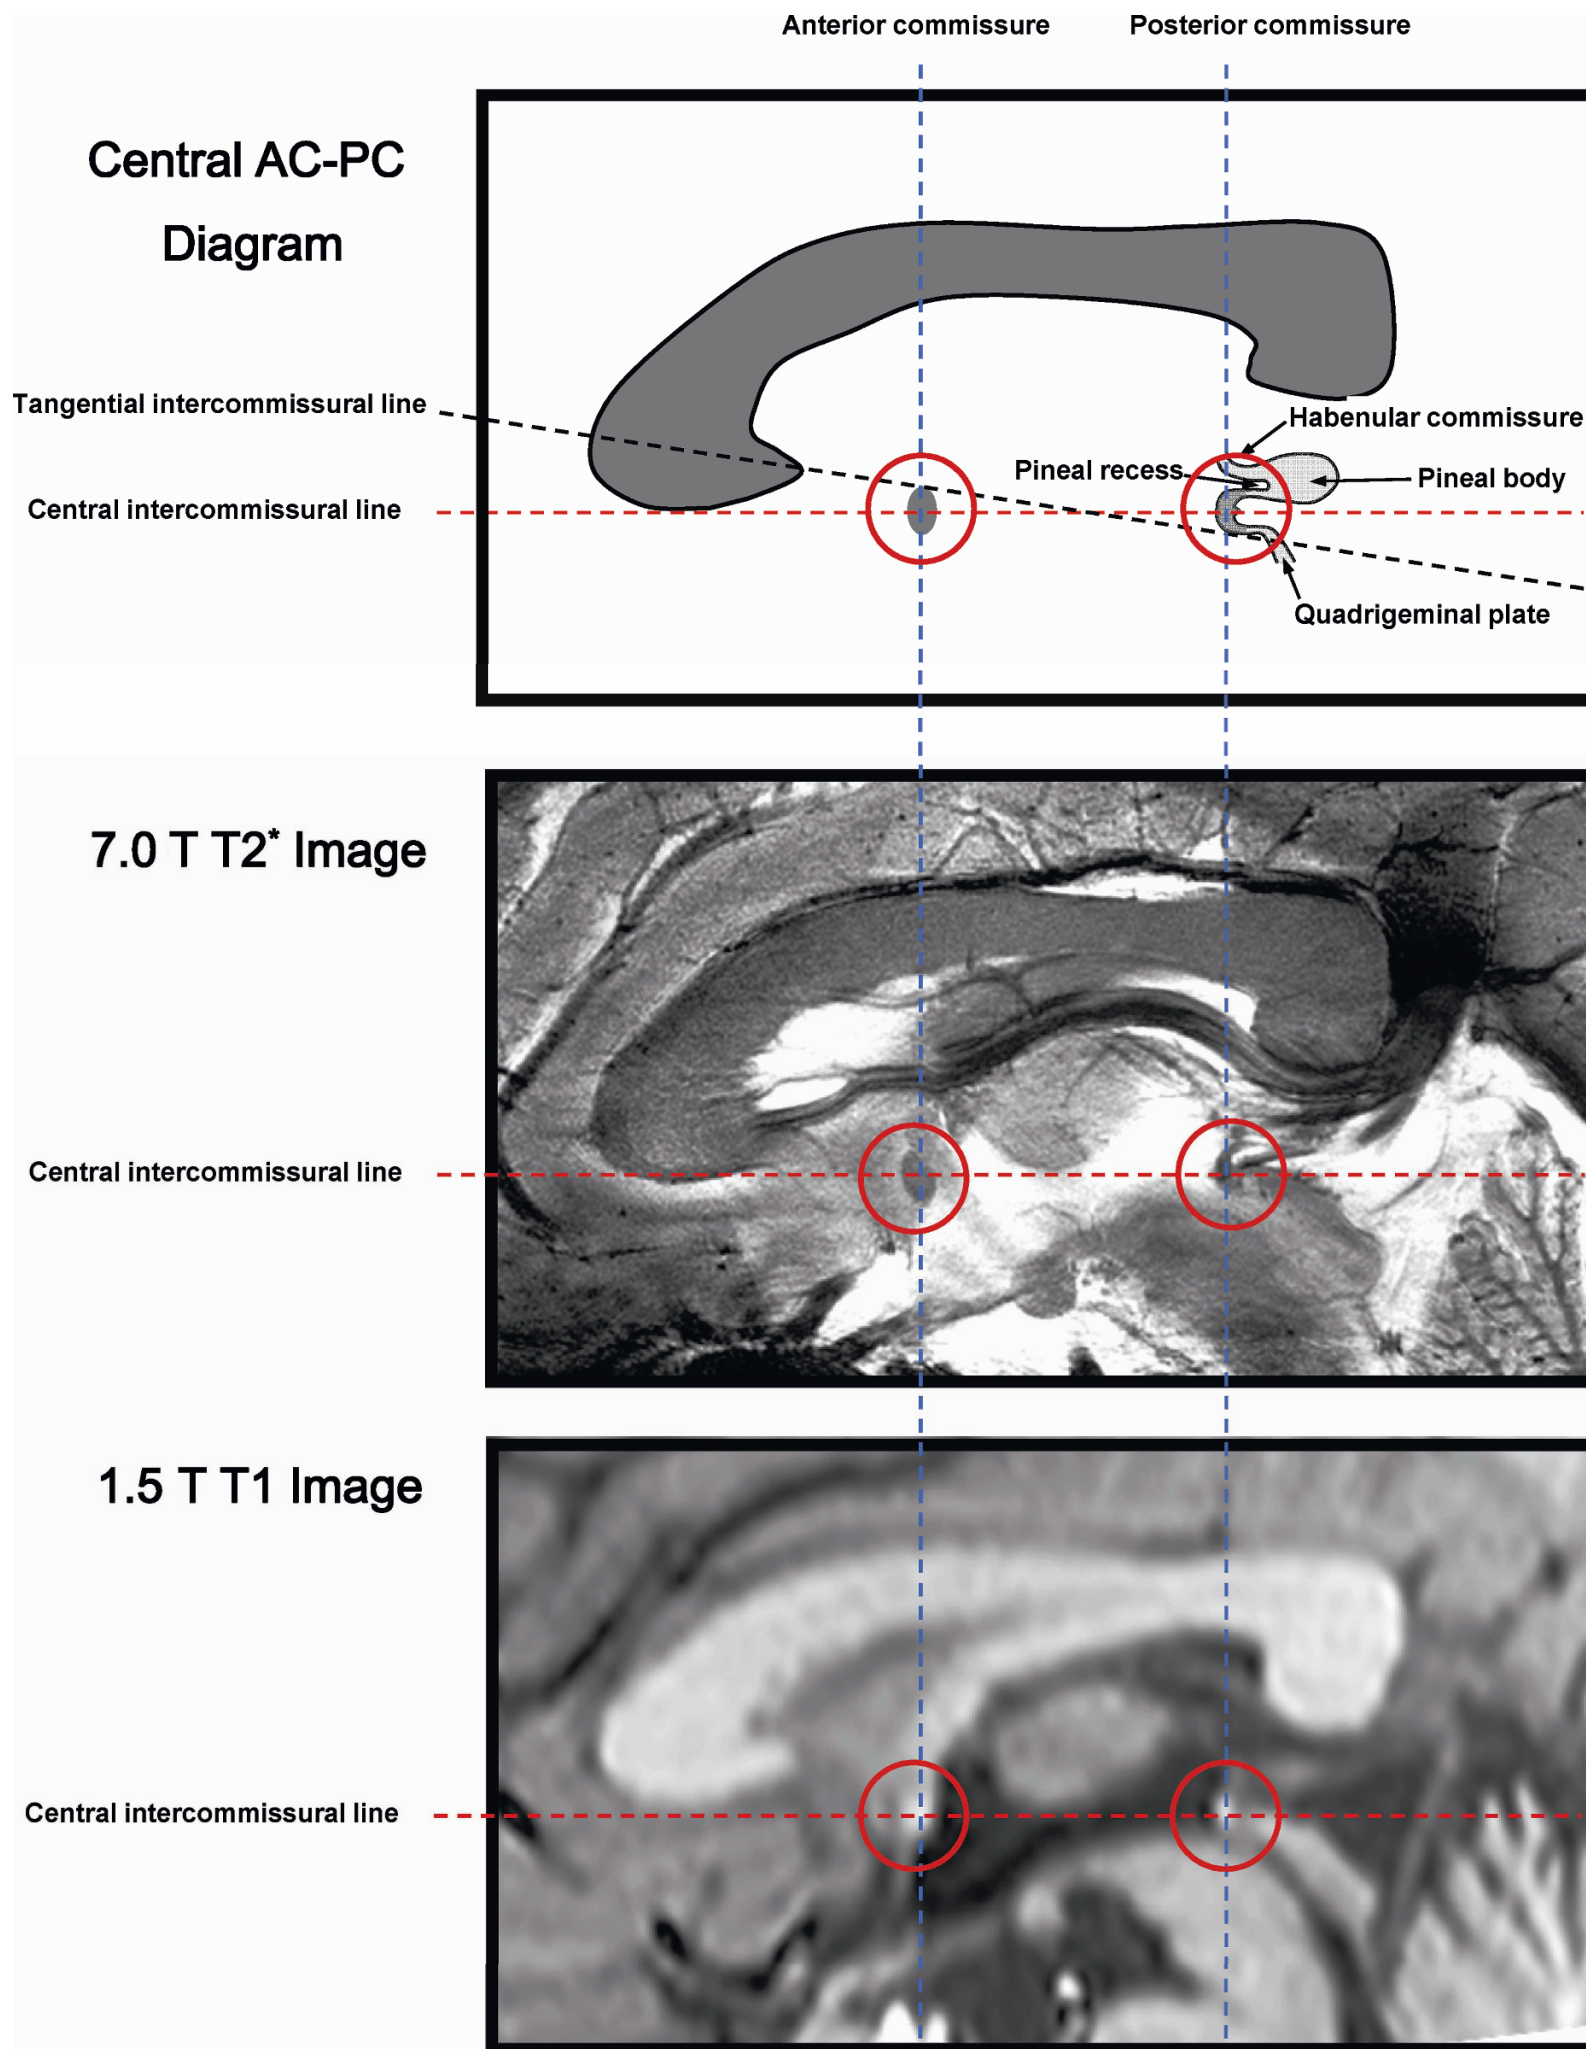 Anterior commissure
Posterior commissure
Central AC-PC
Diagram
Tangential intercommissural line
Habenular commissure
Pineal recess
Pineal body
Central intercommissural line
Quadrigeminal plate
7.0 T T2* Image
Central intercommissural line
1.5 T T1 Image
Central intercommissural line